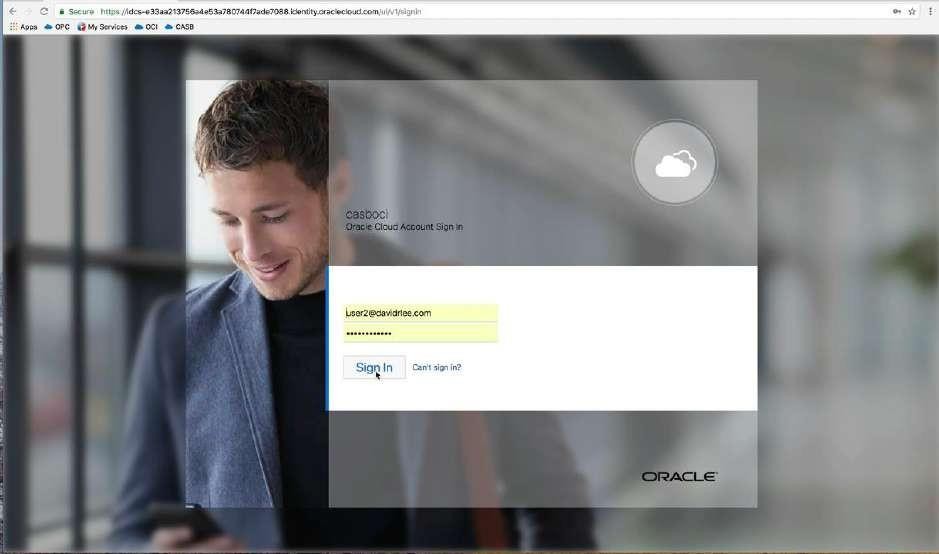 Secure https://idcs-e33aa213756a4e53a780744f7ade7088.identity.oraclecloud.com/ui/v1/signin
Apps OPC My Services OCI CASB
casboci
Oracle Cloud Account Sign In
user2@davidrlee.com
••••••••••••
Sign In Can't sign in?
ORACLE